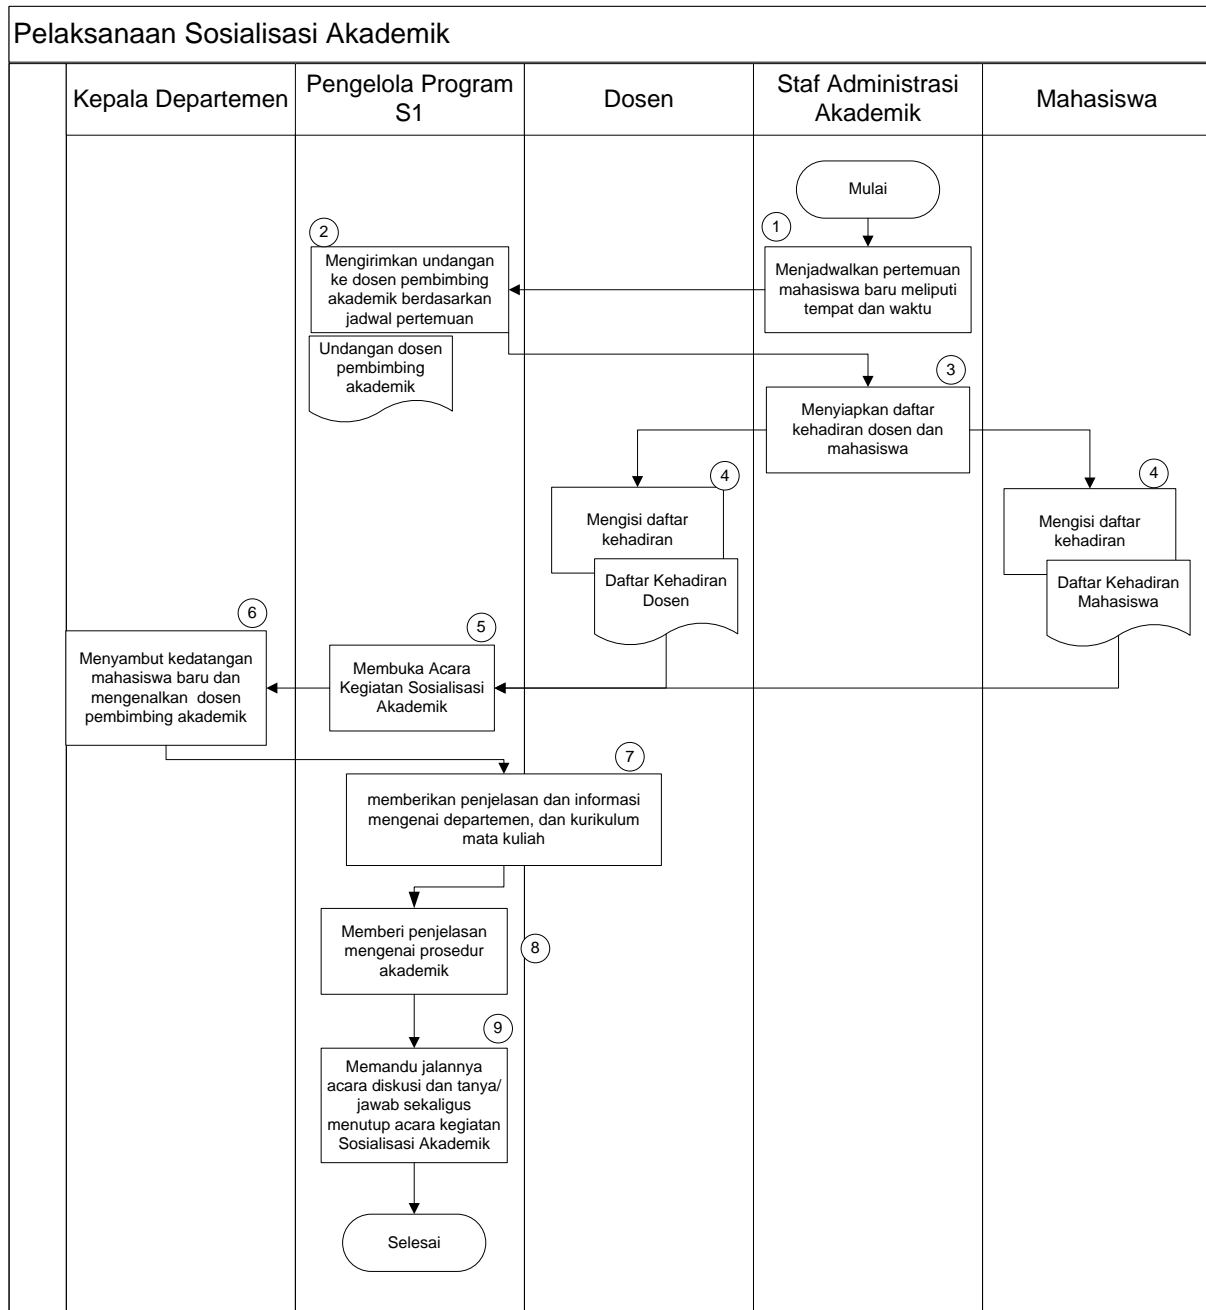 Pelaksanaan Sosialisasi Akademik
Kepala Departemen
Pengelola Program
S1
Dosen
Staf Administrasi
Akademik
Mahasiswa
Mulai
1
Menjadwalkan pertemuan
mahasiswa baru meliputi
tempat dan waktu
2
Mengirimkan undangan
ke dosen pembimbing
akademik berdasarkan
jadwal pertemuan
Undangan dosen
pembimbing
akademik
3
Menyiapkan daftar
kehadiran dosen dan
mahasiswa
4
Mengisi daftar
kehadiran
Daftar Kehadiran
Dosen
4
Mengisi daftar
kehadiran
Daftar Kehadiran
Mahasiswa
5
Membuka Acara
Kegiatan Sosialisasi
Akademik
6
Menyambut kedatangan
mahasiswa baru dan
mengenalkan  dosen
pembimbing akademik
7
memberikan penjelasan dan informasi
mengenai departemen, dan kurikulum
mata kuliah
8
Memberi penjelasan
mengenai prosedur
akademik
9
Memandu jalannya
acara diskusi dan tanya/
jawab sekaligus
menutup acara kegiatan
Sosialisasi Akademik
Selesai